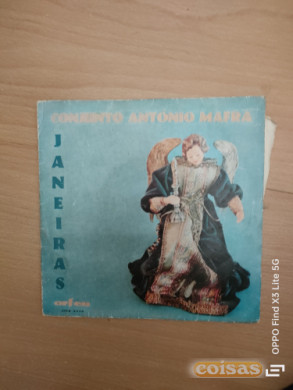 CONJUNTO ANTÓNIO MAFRA
JANEIRAS
OPPO Find X3 Lite 5G
coisas